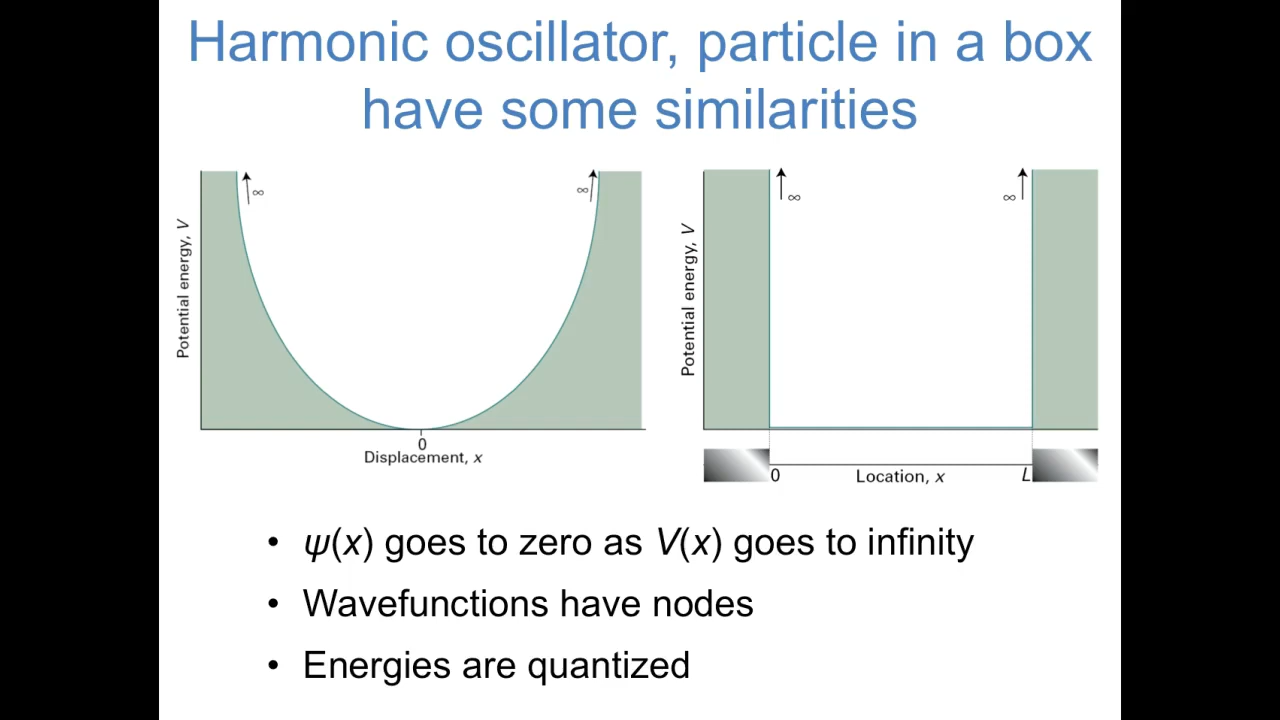 Harmonic oscillator, particle in a box
have some similarities
∞
∞
Potential energy, V
0
Displacement, x
∞
∞
Potential energy, V
0
Location, x
L
• ψ(x) goes to zero as V(x) goes to infinity
• Wavefunctions have nodes
• Energies are quantized